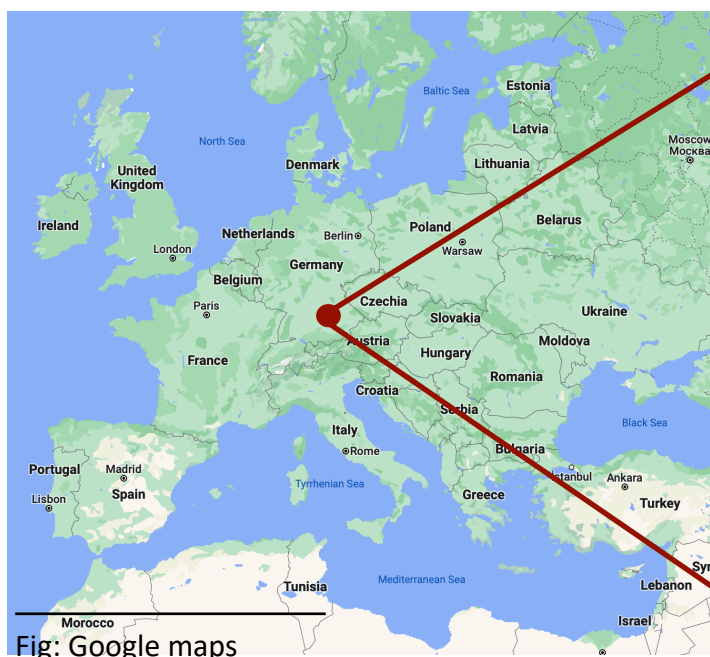 Estonia
Baltic Sea
Latvia
Moscow
Москва
North Sea
Denmark
Lithuania
United
Kingdom
Belarus
Ireland
Netherlands
Berlin
Poland
Warsaw
London
Germany
Belgium
Paris
Czechia
Ukraine
Slovakia
Austria
Moldova
France
Hungary
Romania
Croatia
Serbia
Italy
Black Sea
Bulgaria
Rome
Portugal
Madrid
Istanbul
Ankara
Tyrrhenian Sea
Spain
Greece
Lisbon
Turkey
Syr
Mediterranean Sea
Lebanon
Tunisia
Israel
Morocco
Fig: Google maps